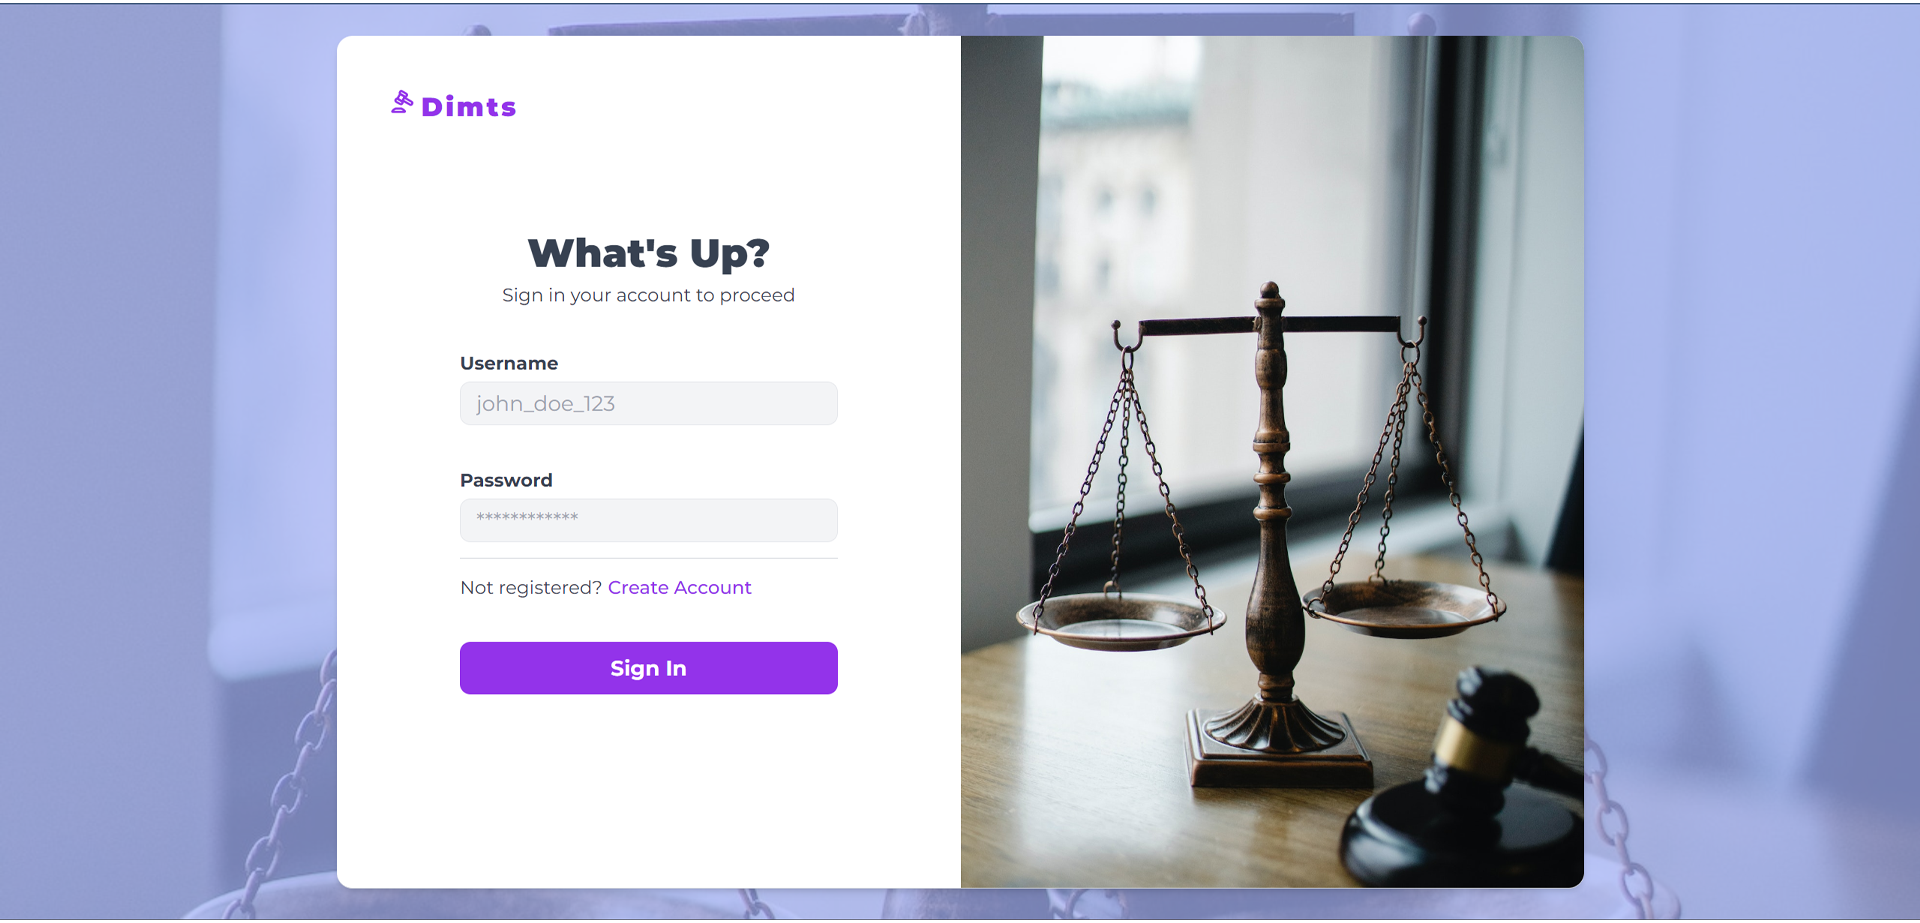 Dimts
What's Up?
Sign in your account to proceed
Username
john_doe_123
Password
************
Not registered? Create Account
Sign In